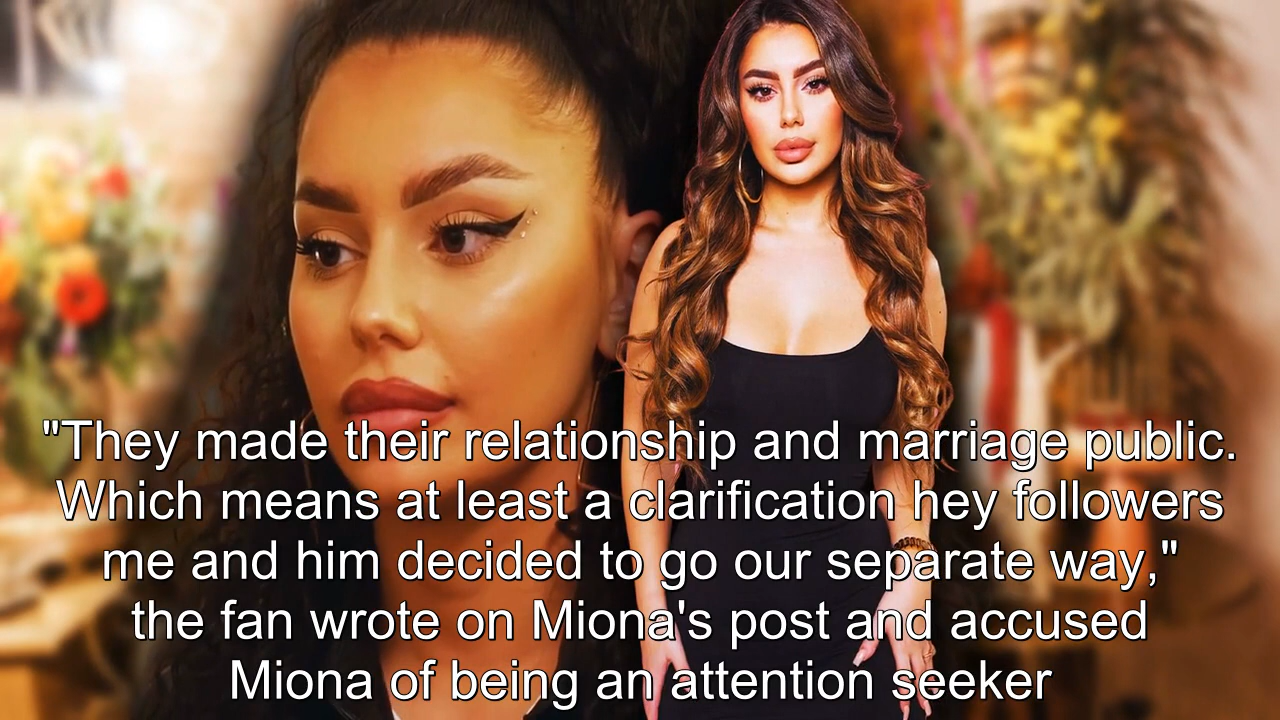 "They made their relationship and marriage public.
Which means at least a clarification hey followers
me and him decided to go our separate way,"
the fan wrote on Miona's post and accused
Miona of being an attention seeker